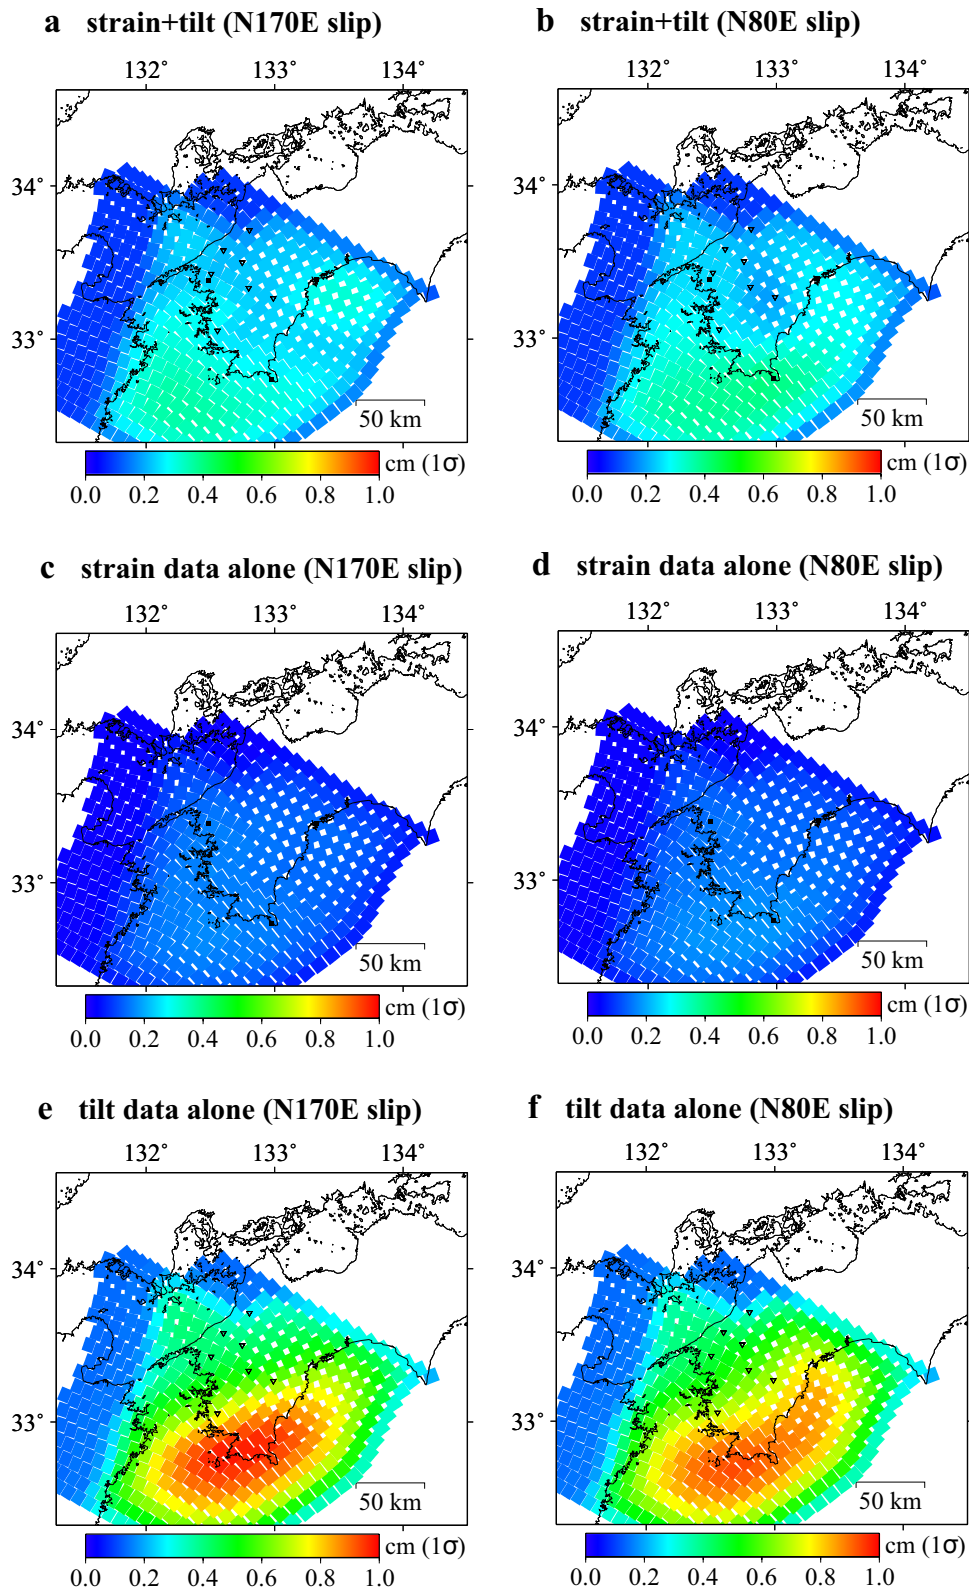 a strain+tilt (N170E slip)
132° 133° 134°
34°
33°
50 km
cm (1σ)
0.0 0.2 0.4 0.6 0.8 1.0
b strain+tilt (N80E slip)
132° 133° 134°
34°
33°
50 km
cm (1σ)
0.0 0.2 0.4 0.6 0.8 1.0
c strain data alone (N170E slip)
132° 133° 134°
34°
33°
50 km
cm (1σ)
0.0 0.2 0.4 0.6 0.8 1.0
d strain data alone (N80E slip)
132° 133° 134°
34°
33°
50 km
cm (1σ)
0.0 0.2 0.4 0.6 0.8 1.0
e tilt data alone (N170E slip)
132° 133° 134°
34°
33°
50 km
cm (1σ)
0.0 0.2 0.4 0.6 0.8 1.0
f tilt data alone (N80E slip)
132° 133° 134°
34°
33°
50 km
cm (1σ)
0.0 0.2 0.4 0.6 0.8 1.0